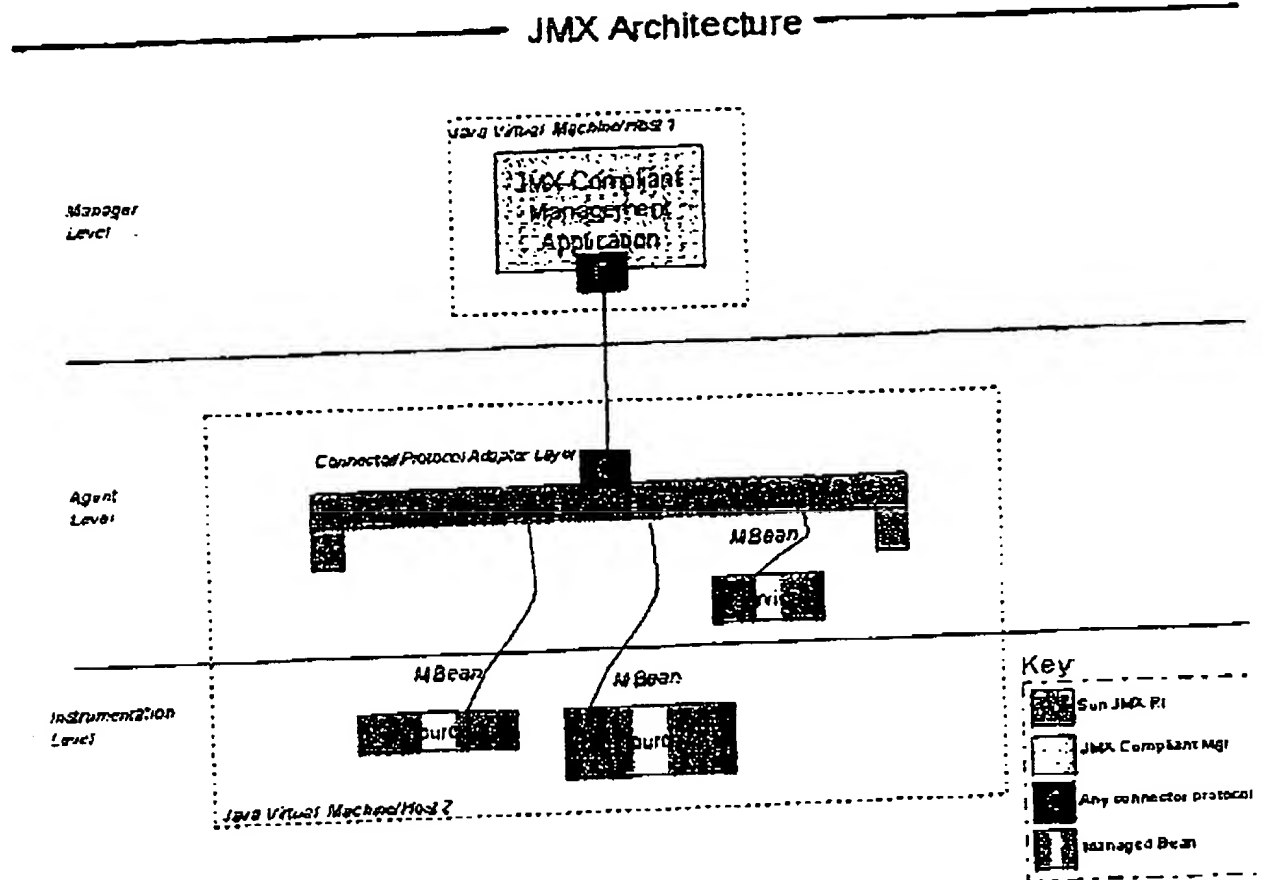 JMX Architecture
Java Virtual Machine/Host 1
JMX-Compliant
Management
Application
Manager
Level
Connected/Protocol Adaptor Layer
Agent
Level
MBean
MBean
MBean
Instrumentation
Level
Java Virtual Machine/Host 2
Key
Sun JMX RI
JMX Compliant Mgr
Any connector protocol
Managed Bean